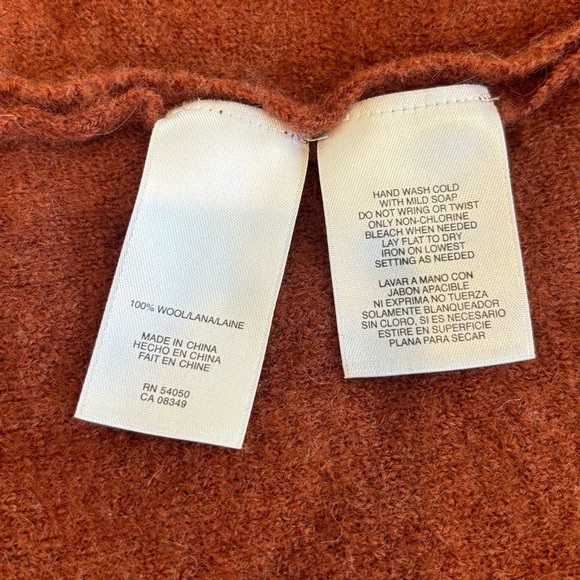 100% WOOL/LANA/LAINE
MADE IN CHINA
HECHO EN CHINA
FAIT EN CHINE
RN 54050
CA 08349
HAND WASH COLD
WITH MILD SOAP
DO NOT WRING OR TWIST
ONLY NON-CHLORINE
BLEACH WHEN NEEDED
LAY FLAT TO DRY
IRON ON LOWEST
SETTING AS NEEDED
LAVAR A MANO CON
JABON APACIBLE
NI EXPRIMA NO TUERZA
SOLAMENTE BLANQUEADOR
SIN CLORO, SI ES NECESARIO
ESTIRE EN SUPERFICIE
PLANA PARA SECAR